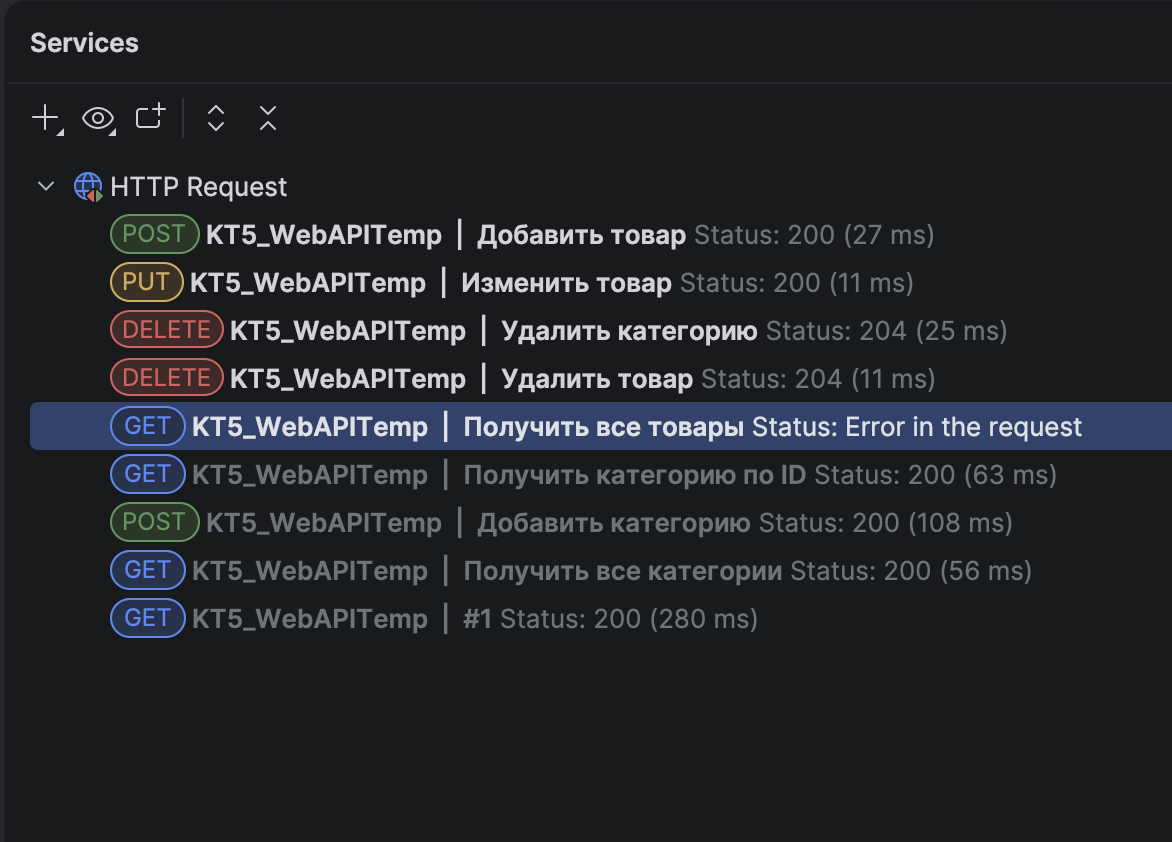 Services
HTTP Request
POST KT5_WebAPITemp | Добавить товар Status: 200 (27 ms)
PUT KT5_WebAPITemp | Изменить товар Status: 200 (11 ms)
DELETE KT5_WebAPITemp | Удалить категорию Status: 204 (25 ms)
DELETE KT5_WebAPITemp | Удалить товар Status: 204 (11 ms)
GET KT5_WebAPITemp | Получить все товары Status: Error in the request
GET KT5_WebAPITemp | Получить категорию по ID Status: 200 (63 ms)
POST KT5_WebAPITemp | Добавить категорию Status: 200 (108 ms)
GET KT5_WebAPITemp | Получить все категории Status: 200 (56 ms)
GET KT5_WebAPITemp | #1 Status: 200 (280 ms)